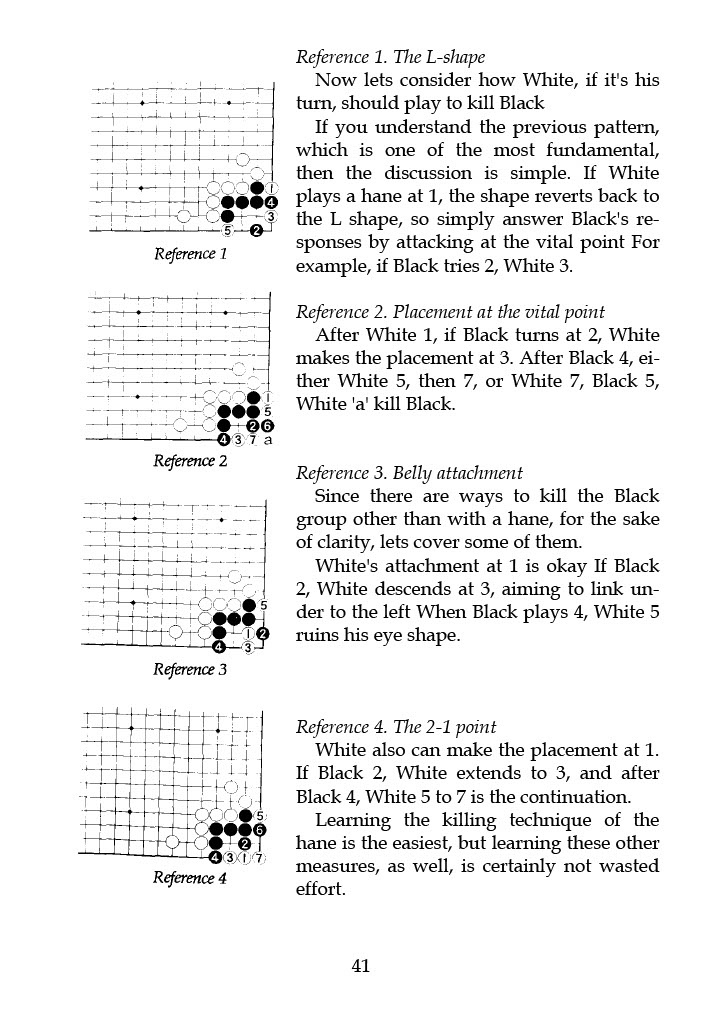 Reference 1. The L-shape
Now lets consider how White, if it's his
turn, should play to kill Black
If you understand the previous pattern,
which is one of the most fundamental,
then the discussion is simple. If White
plays a hane at 1, the shape reverts back to
the L shape, so simply answer Black's re-
sponses by attacking at the vital point For
example, if Black tries 2, White 3.
1
4
3
5 2
Reference 1
Reference 2. Placement at the vital point
After White 1, if Black turns at 2, White
makes the placement at 3. After Black 4, ei-
ther White 5, then 7, or White 7, Black 5,
White 'a' kill Black.
1
5
2 6
4 3 7 a
Reference 2
Reference 3. Belly attachment
Since there are ways to kill the Black
group other than with a hane, for the sake
of clarity, lets cover some of them.
White's attachment at 1 is okay If Black
2, White descends at 3, aiming to link un-
der to the left When Black plays 4, White 5
ruins his eye shape.
5
1 2
4 3
Reference 3
Reference 4. The 2-1 point
White also can make the placement at 1.
If Black 2, White extends to 3, and after
Black 4, White 5 to 7 is the continuation.
Learning the killing technique of the
hane is the easiest, but learning these other
measures, as well, is certainly not wasted
effort.
5
6
2
4 3 1 7
Reference 4
41